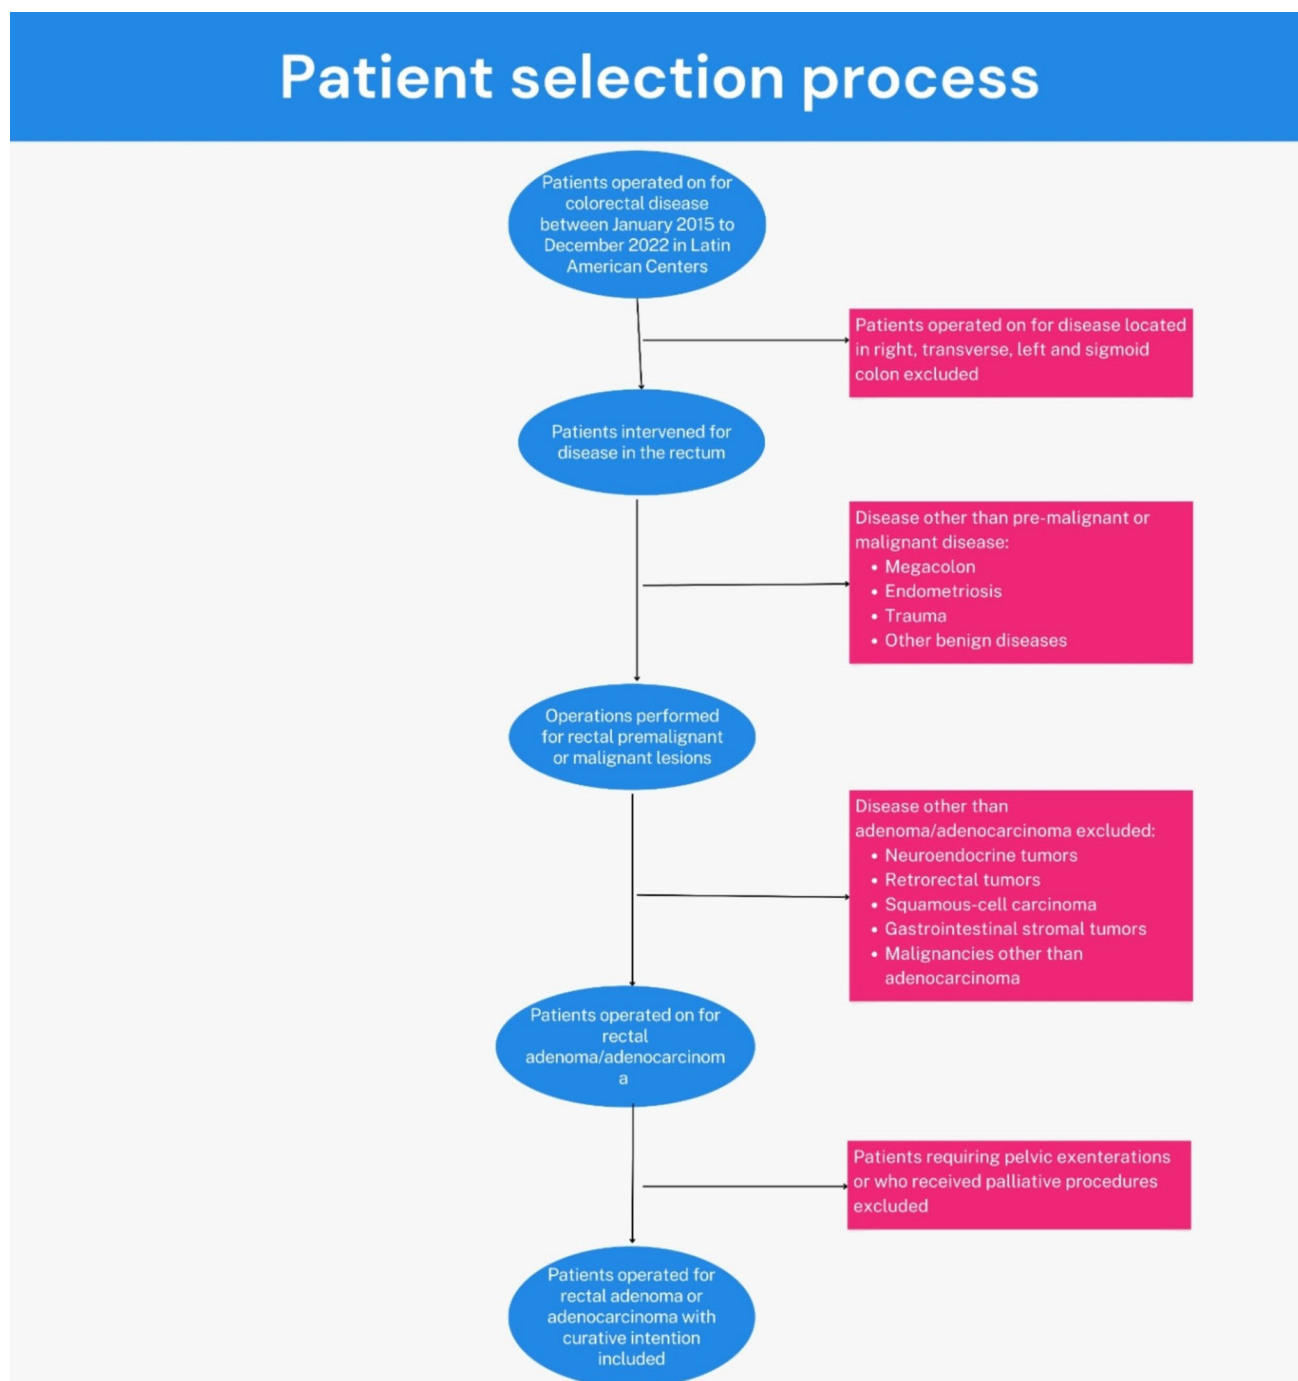 Patient selection process
Patients operated on for
colorectal disease
between January 2015 to
December 2022 in Latin
American Centers
Patients operated on for disease located
in right, transverse, left and sigmoid
colon excluded
Patients intervened for
disease in the rectum
Disease other than pre-malignant or
malignant disease:
• Megacolon
• Endometriosis
• Trauma
• Other benign diseases
Operations performed
for rectal premalignant
or malignant lesions
Disease other than
adenoma/adenocarcinoma excluded:
• Neuroendocrine tumors
• Retrorectal tumors
• Squamous-cell carcinoma
• Gastrointestinal stromal tumors
• Malignancies other than
adenocarcinoma
Patients operated on for
rectal
adenoma/adenocarcinom
a
Patients requiring pelvic exenterations
or who received palliative procedures
excluded
Patients operated for
rectal adenoma or
adenocarcinoma with
curative intention
included